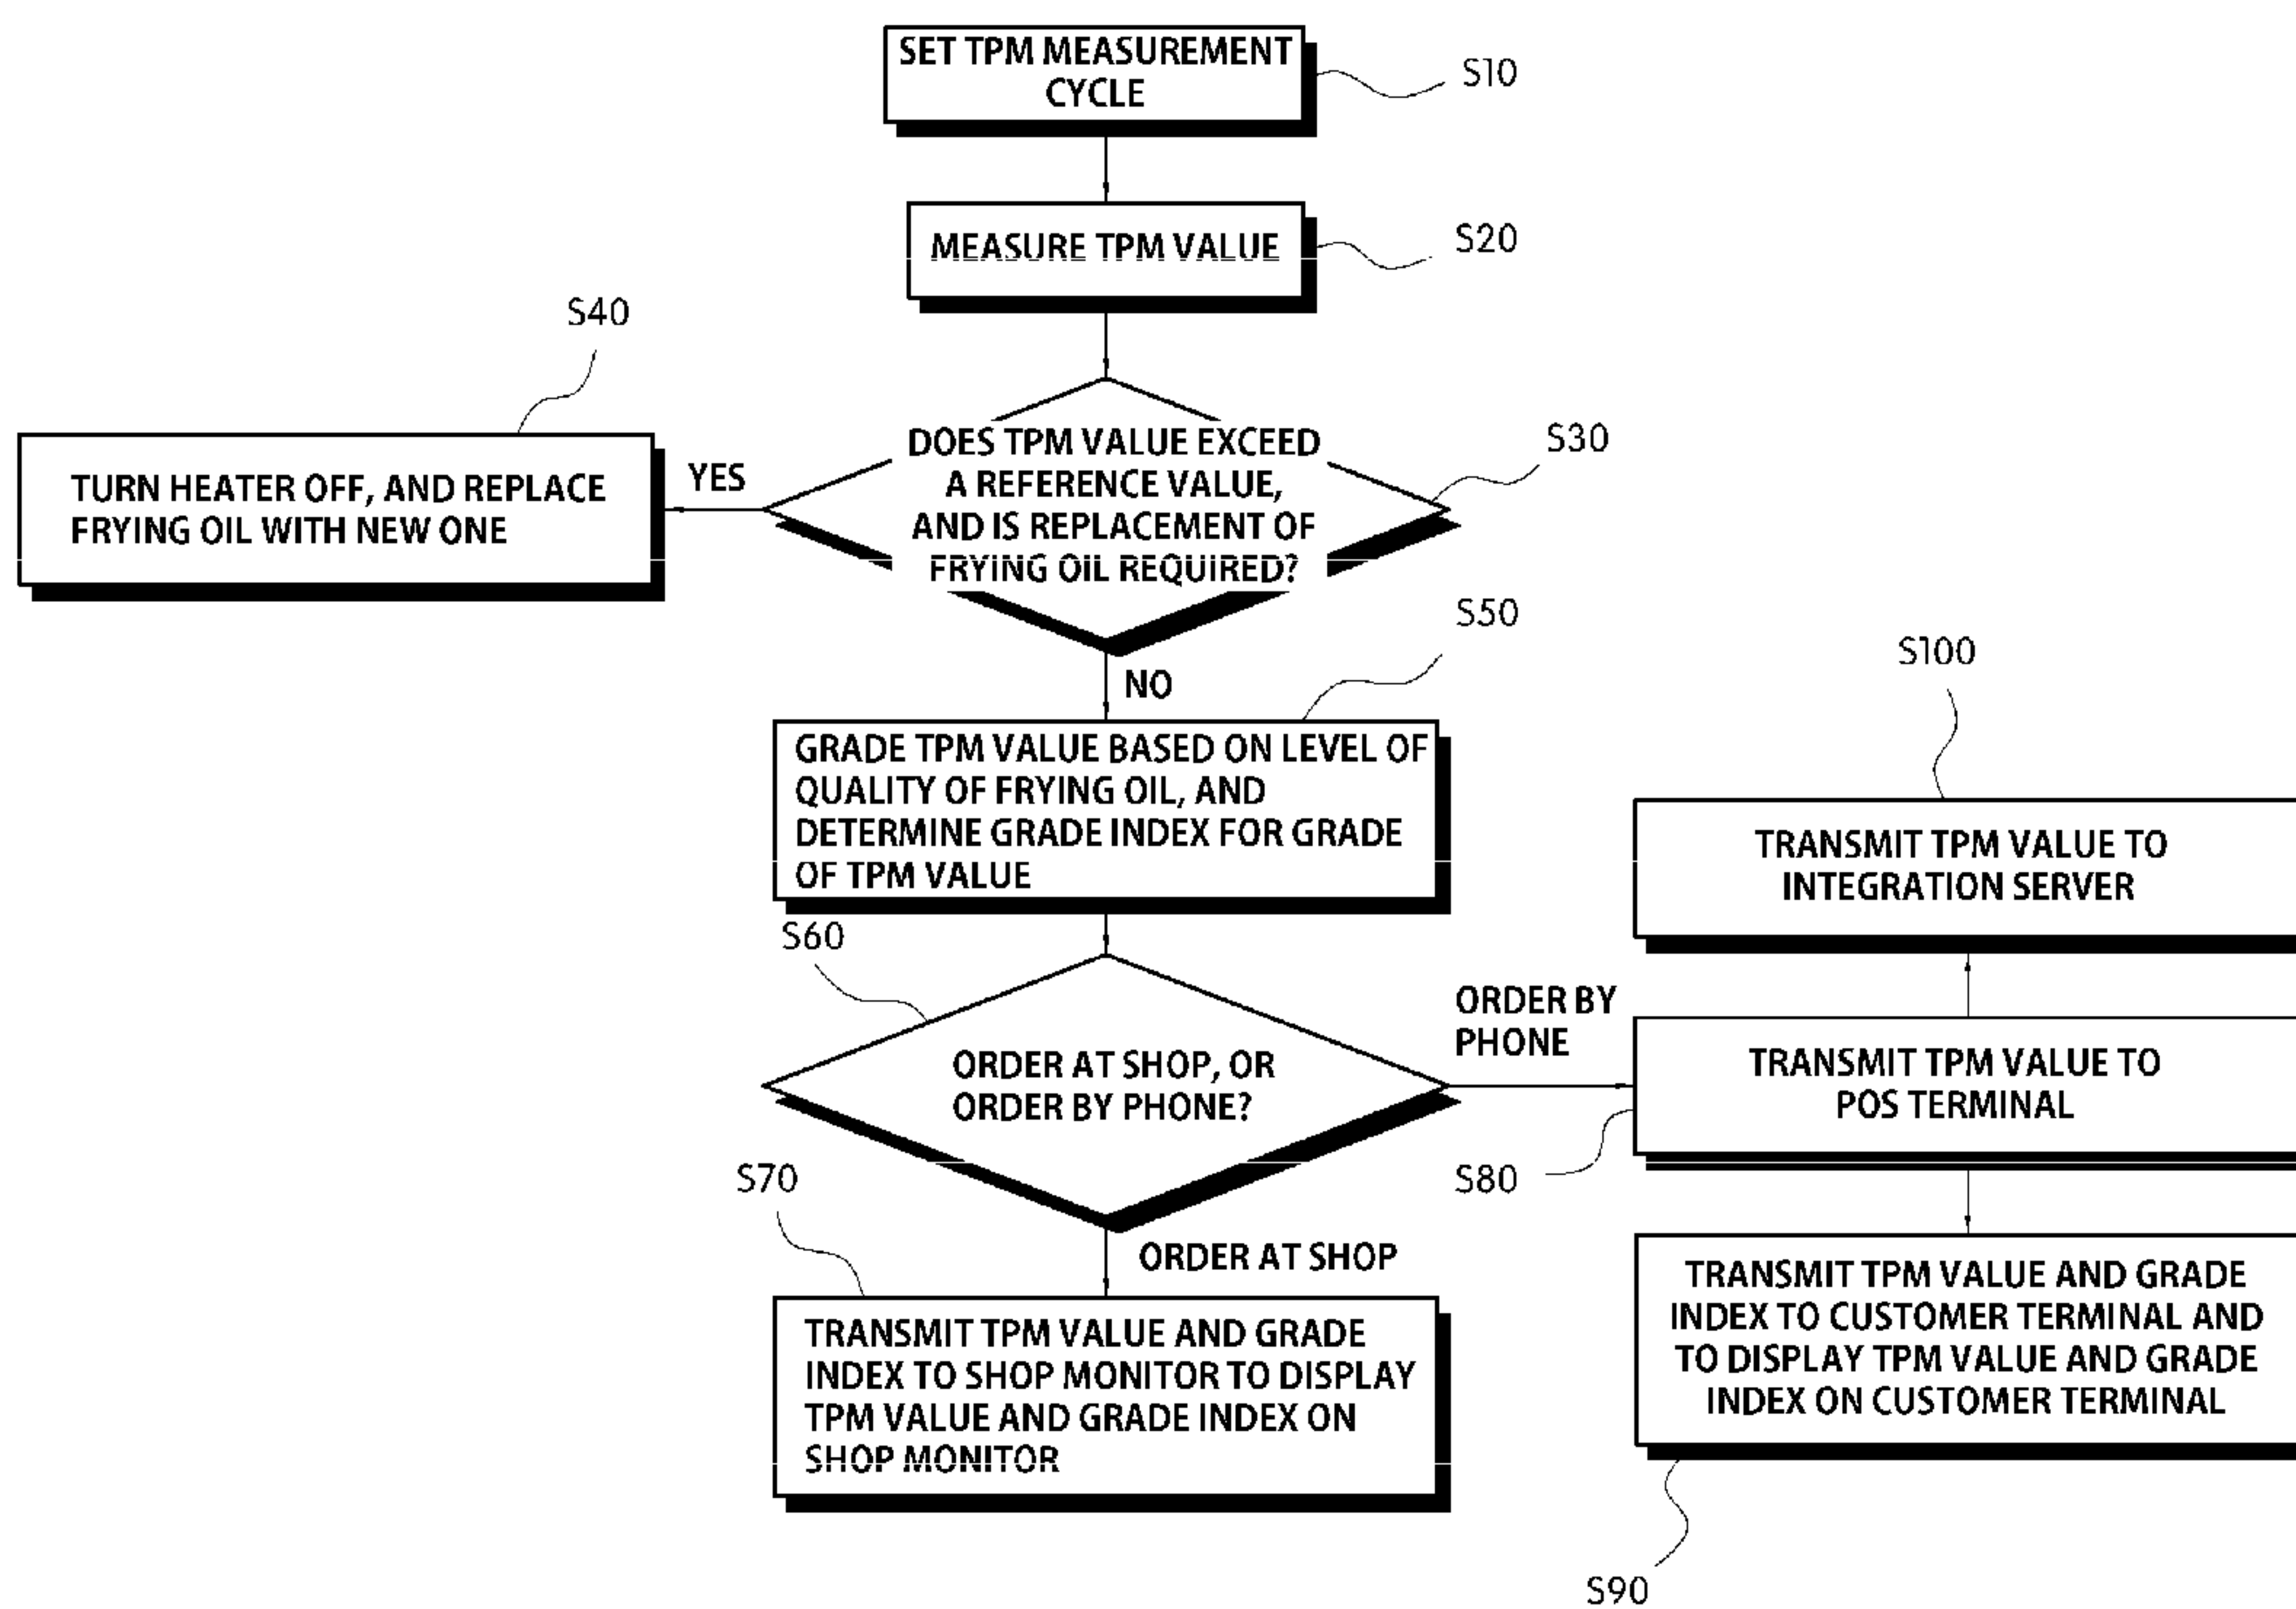 SET TPM MEASUREMENT
CYCLE
S10
MEASURE TPM VALUE
S20
S40
TURN HEATER OFF, AND REPLACE
FRYING OIL WITH NEW ONE
YES
DOES TPM VALUE EXCEED
A REFERENCE VALUE,
AND IS REPLACEMENT OF
FRYING OIL REQUIRED?
S30
NO
S50
GRADE TPM VALUE BASED ON LEVEL OF
QUALITY OF FRYING OIL, AND
DETERMINE GRADE INDEX FOR GRADE
OF TPM VALUE
S60
ORDER AT SHOP, OR
ORDER BY PHONE?
ORDER BY
PHONE
S100
TRANSMIT TPM VALUE TO
INTEGRATION SERVER
TRANSMIT TPM VALUE TO
POS TERMINAL
S80
S70
ORDER AT SHOP
TRANSMIT TPM VALUE AND GRADE
INDEX TO SHOP MONITOR TO DISPLAY
TPM VALUE AND GRADE INDEX ON
SHOP MONITOR
TRANSMIT TPM VALUE AND GRADE
INDEX TO CUSTOMER TERMINAL AND
TO DISPLAY TPM VALUE AND GRADE
INDEX ON CUSTOMER TERMINAL
S90